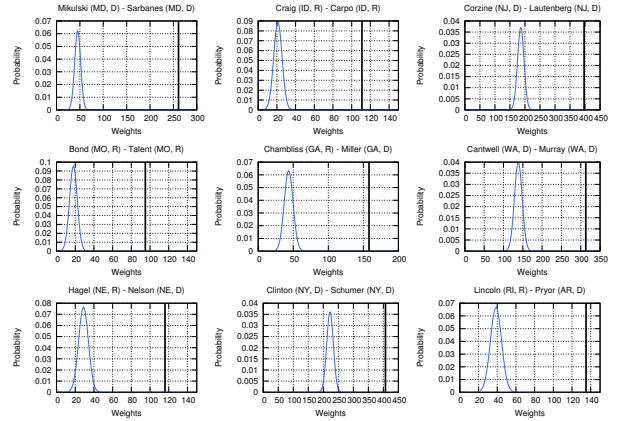 Mikulski (MD, D) - Sarbanes (MD, D)
Probability
0.07
0.06
0.05
0.04
0.03
0.02
0.01
0
0 50 100 150 200 250 300
Weights
Craig (ID, R) - Carpo (ID, R)
Probability
0.09
0.08
0.07
0.06
0.05
0.04
0.03
0.02
0.01
0
0 20 40 60 80 100 120 140
Weights
Corzine (NJ, D) - Lautenberg (NJ, D)
Probability
0.04
0.035
0.03
0.025
0.02
0.015
0.01
0.005
0
0 50 100 150 200 250 300 350 400 450
Weights
Bond (MO, R) - Talent (MO, R)
Probability
0.1
0.09
0.08
0.07
0.06
0.05
0.04
0.03
0.02
0.01
0
0 20 40 60 80 100 120 140
Weights
Chambliss (GA, R) - Miller (GA, D)
Probability
0.07
0.06
0.05
0.04
0.03
0.02
0.01
0
0 50 100 150 200
Weights
Cantwell (WA, D) - Murray (WA, D)
Probability
0.04
0.035
0.03
0.025
0.02
0.015
0.01
0.005
0
0 50 100 150 200 250 300 350
Weights
Hagel (NE, R) - Nelson (NE, D)
Probability
0.08
0.07
0.06
0.05
0.04
0.03
0.02
0.01
0
0 20 40 60 80 100 120 140
Weights
Clinton (NY, D) - Schumer (NY, D)
Probability
0.04
0.035
0.03
0.025
0.02
0.015
0.01
0.005
0
0 50 100 150 200 250 300 350 400 450
Weights
Lincoln (RI, R) - Pryor (AR, D)
Probability
0.07
0.06
0.05
0.04
0.03
0.02
0.01
0
0 20 40 60 80 100 120 140
Weights